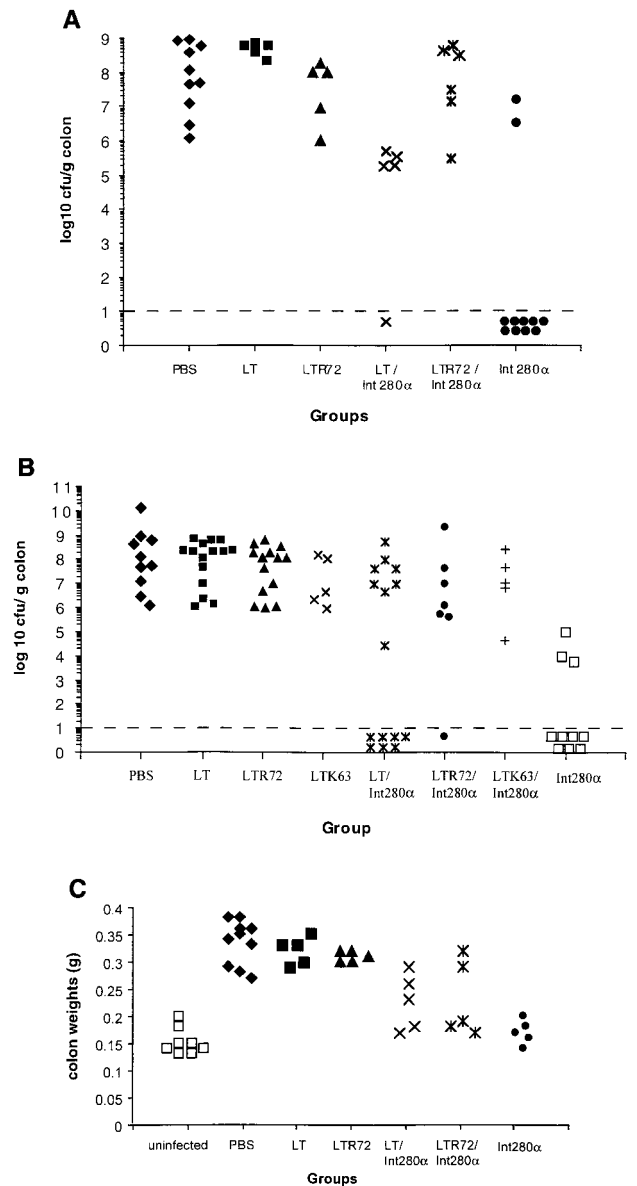 A
9
8
7
6
5
4
3
2
1
0
log10 cfu/g colon
PBS LT LTR72 LT / LTR72 / Int 280α
Int 280α Int 280α
Groups
B
11
10
9
8
7
6
5
4
3
2
1
0
log 10 cfu/ g colon
PBS LT LTR72 LTK63 LT/ LTR72/ LTK63/ Int280α
Int280α Int280α Int280α
Group
C
0.4
0.35
0.3
0.25
0.2
0.15
0.1
0.05
0
colon weights (g)
uninfected PBS LT LTR72 LT/ LTR72/ Int280α
Int280α Int280α
Groups